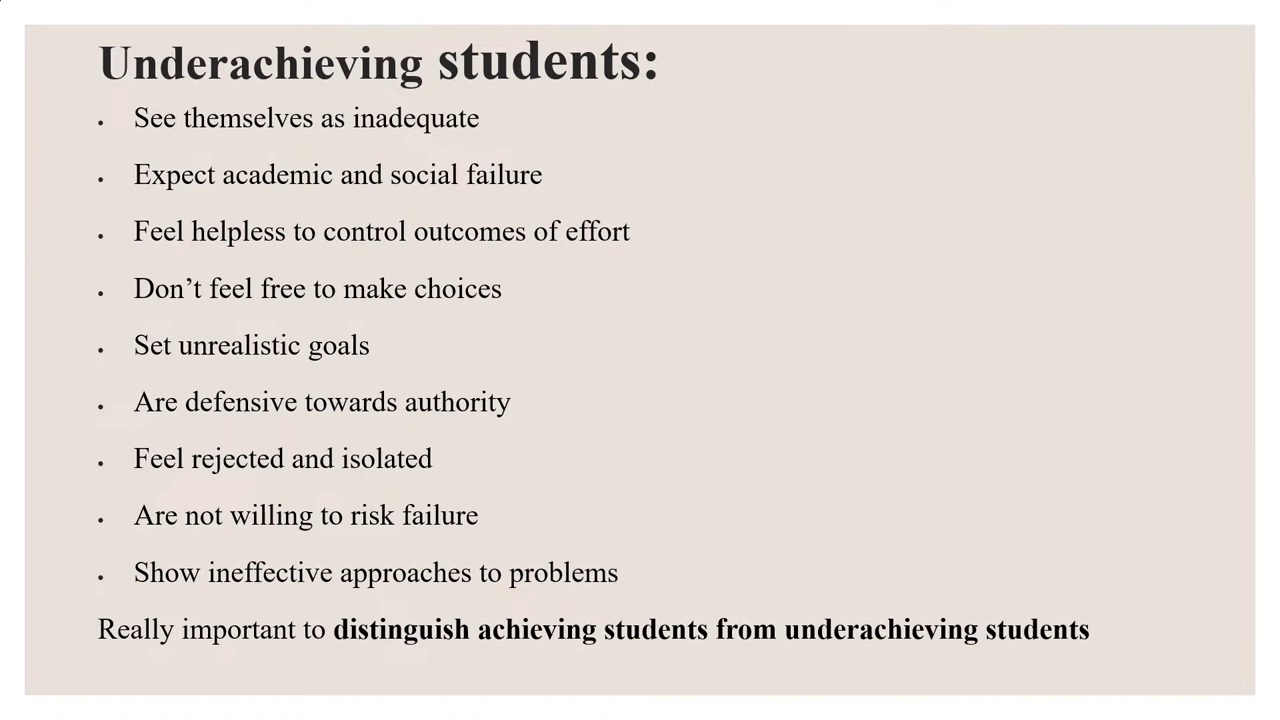 Underachieving students:
• See themselves as inadequate
• Expect academic and social failure
• Feel helpless to control outcomes of effort
• Don’t feel free to make choices
• Set unrealistic goals
• Are defensive towards authority
• Feel rejected and isolated
• Are not willing to risk failure
• Show ineffective approaches to problems
Really important to distinguish achieving students from underachieving students